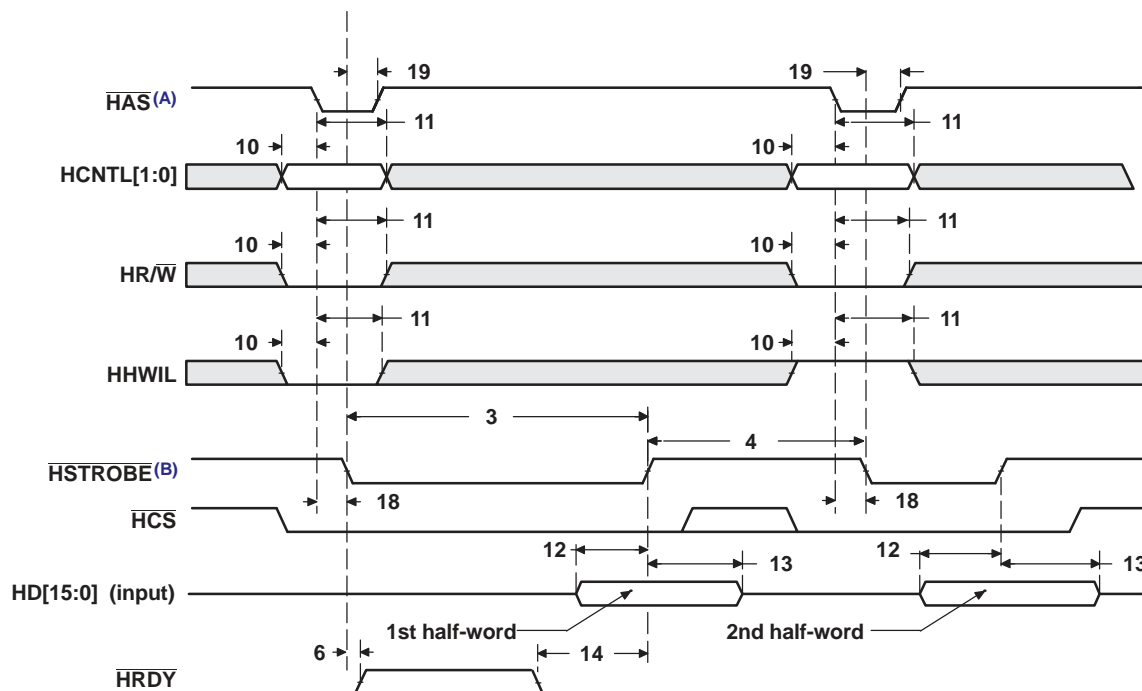 19
19
HAS(A)
11
11
10
10
HCNTL[1:0]
11
11
10
10
HR/W
11
11
10
10
HHWIL
3
4
HSTROBE(B)
18
18
HCS
12
12
13
13
HD[15:0] (input)
1st half-word
2nd half-word
6
14
HRDY